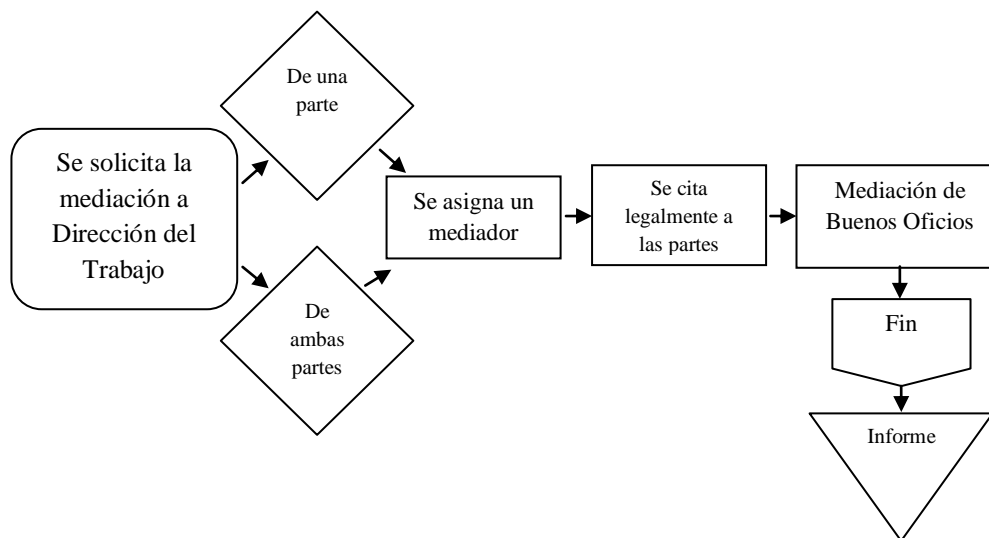 Se solicita la
mediación a
Dirección del
Trabajo
De una
parte
De
ambas
partes
Se asigna un
mediador
Se cita
legalmente a
las partes
Mediación de
Buenos Oficios
Fin
Informe